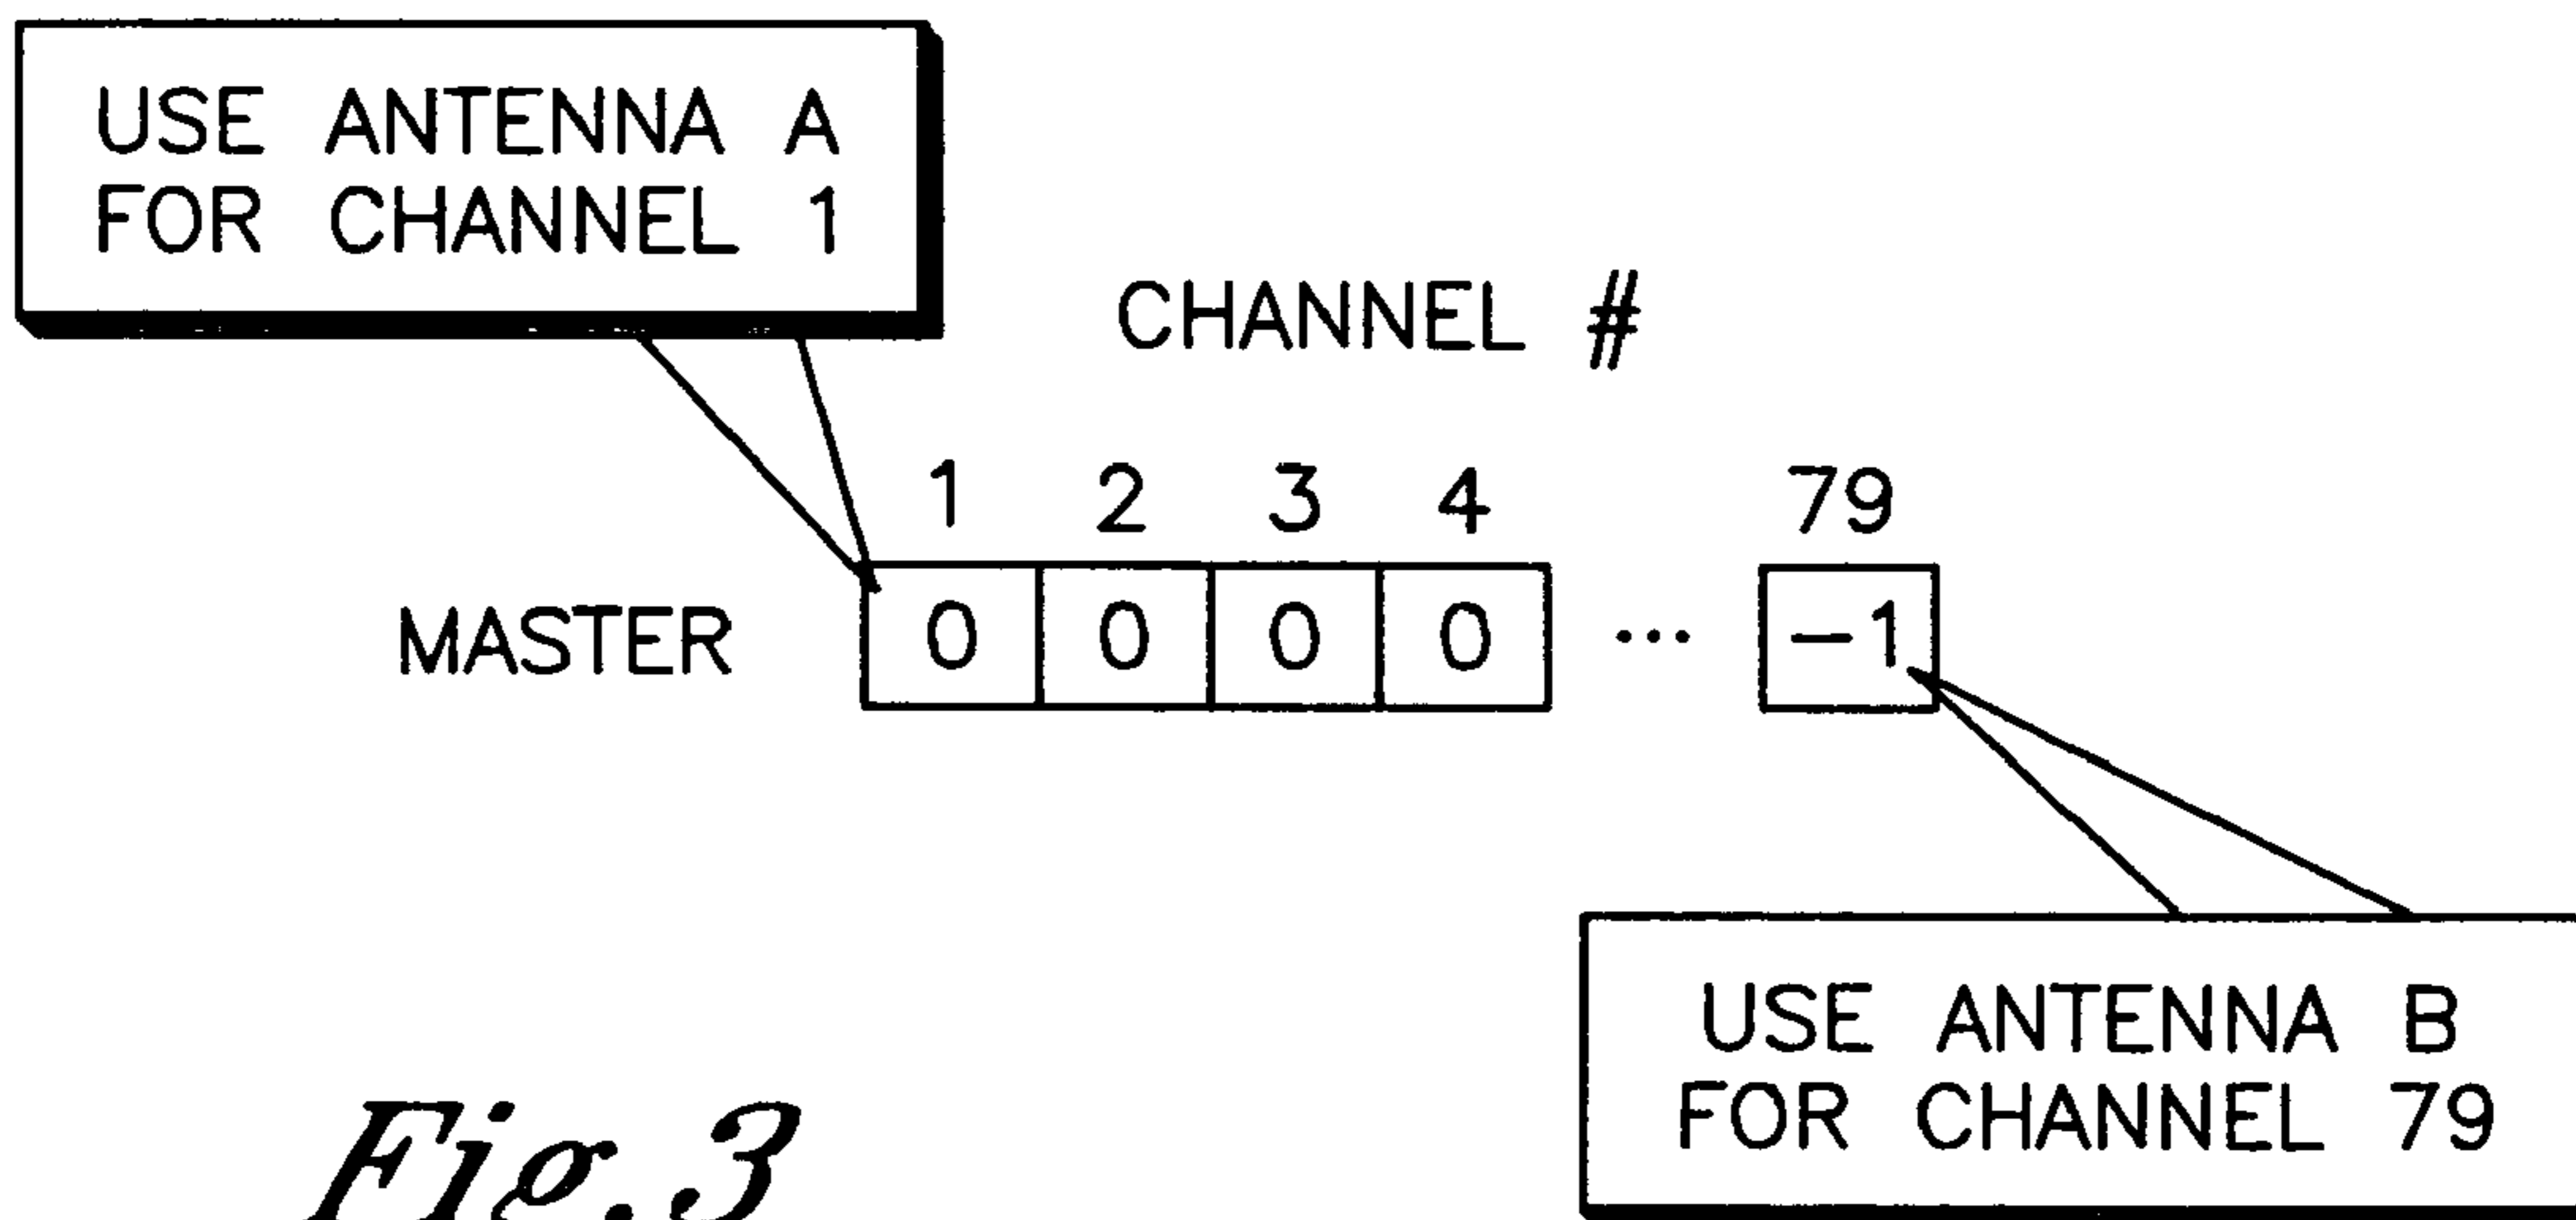 USE ANTENNA A
FOR CHANNEL 1
CHANNEL #
1 2 3 4 79
MASTER 0 0 0 0 ... -1
USE ANTENNA B
FOR CHANNEL 79
Fig.3